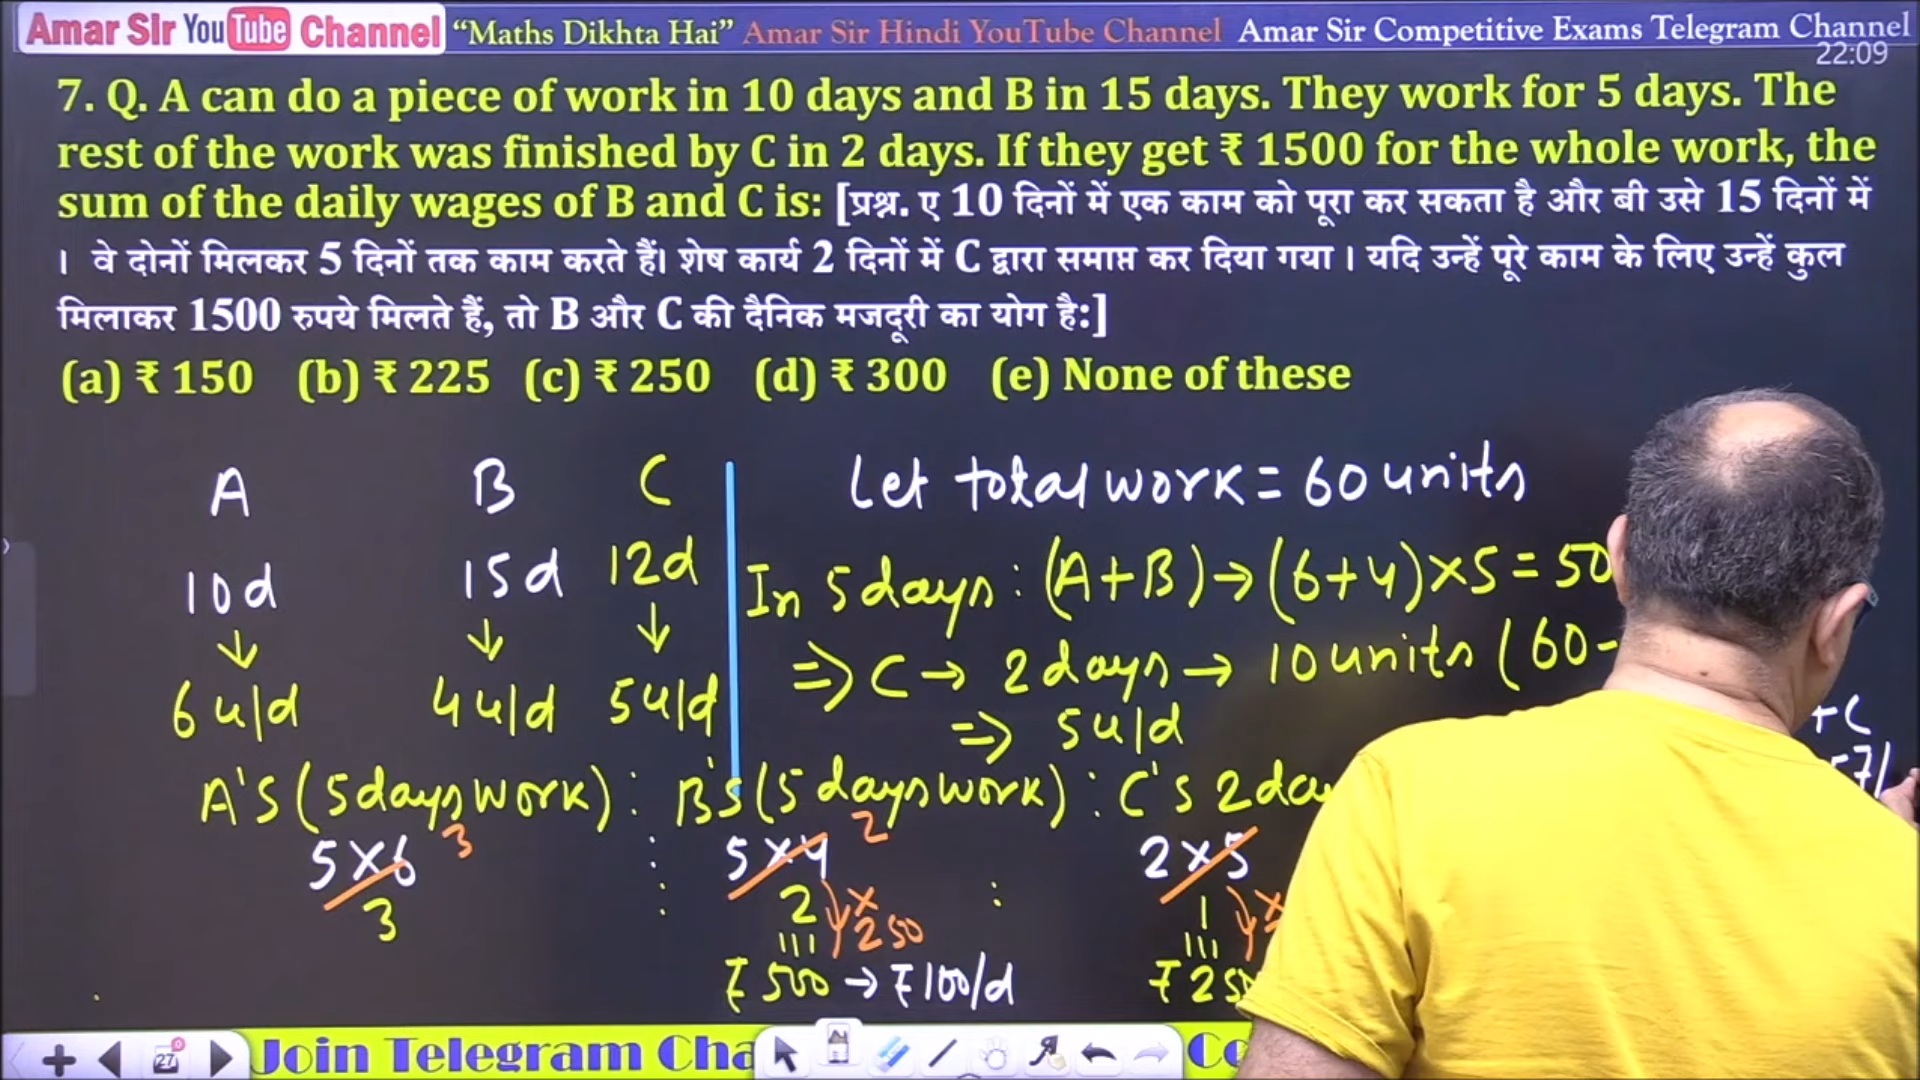 Amar Sir YouTube Channel "Maths Dikhta Hai" Amar Sir Hindi YouTube Channel Amar Sir Competitive Exams Telegram Channel
22:09
7. Q. A can do a piece of work in 10 days and B in 15 days. They work for 5 days. The
rest of the work was finished by C in 2 days. If they get ₹ 1500 for the whole work, the
sum of the daily wages of B and C is: [प्रश्न. ए 10 दिनों में एक काम को पूरा कर सकता है और बी उसे 15 दिनों में
। वे दोनों मिलकर 5 दिनों तक काम करते हैं। शेष कार्य 2 दिनों में C द्वारा समाप्त कर दिया गया । यदि उन्हें पूरे काम के लिए उन्हें कुल
मिलाकर 1500 रुपये मिलते हैं, तो B और C की दैनिक मजदूरी का योग है:]
(a) ₹ 150 (b) ₹ 225 (c) ₹ 250 (d) ₹ 300 (e) None of these
A B C
10d 15d 12d
↓ ↓ ↓
6u/d 4u/d 5u/d
Let total work = 60 units
In 5 days : (A+B) → (6+4)×5 = 50
⇒ C → 2 days → 10 units (60-
⇒ 5u/d
+C
A's (5 days work) : B's (5 days work) : C's 2 da
5×6 3 : 5×4 2 : 2×5
3 : 2 ×250 : 1 ×
₹ 500 → ₹ 100/d ₹ 250
27 0
Join Telegram Cha